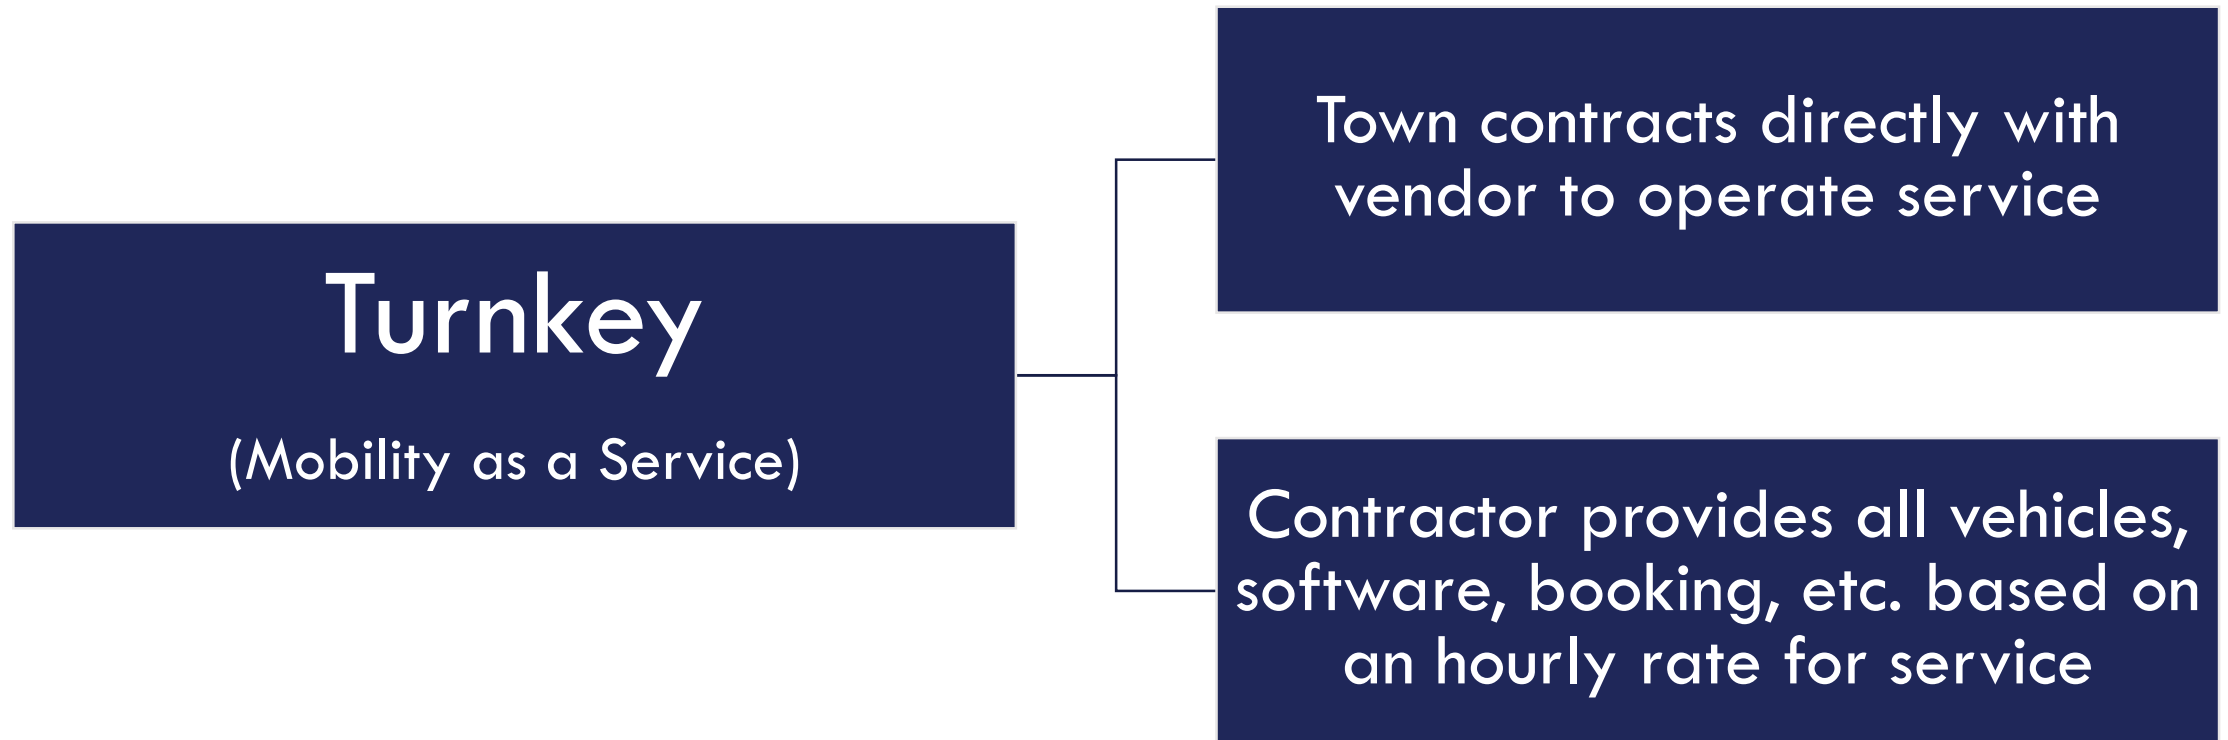 Turnkey
(Mobility as a Service)
Town contracts directly with
vendor to operate service
Contractor provides all vehicles,
software, booking, etc. based on
an hourly rate for service